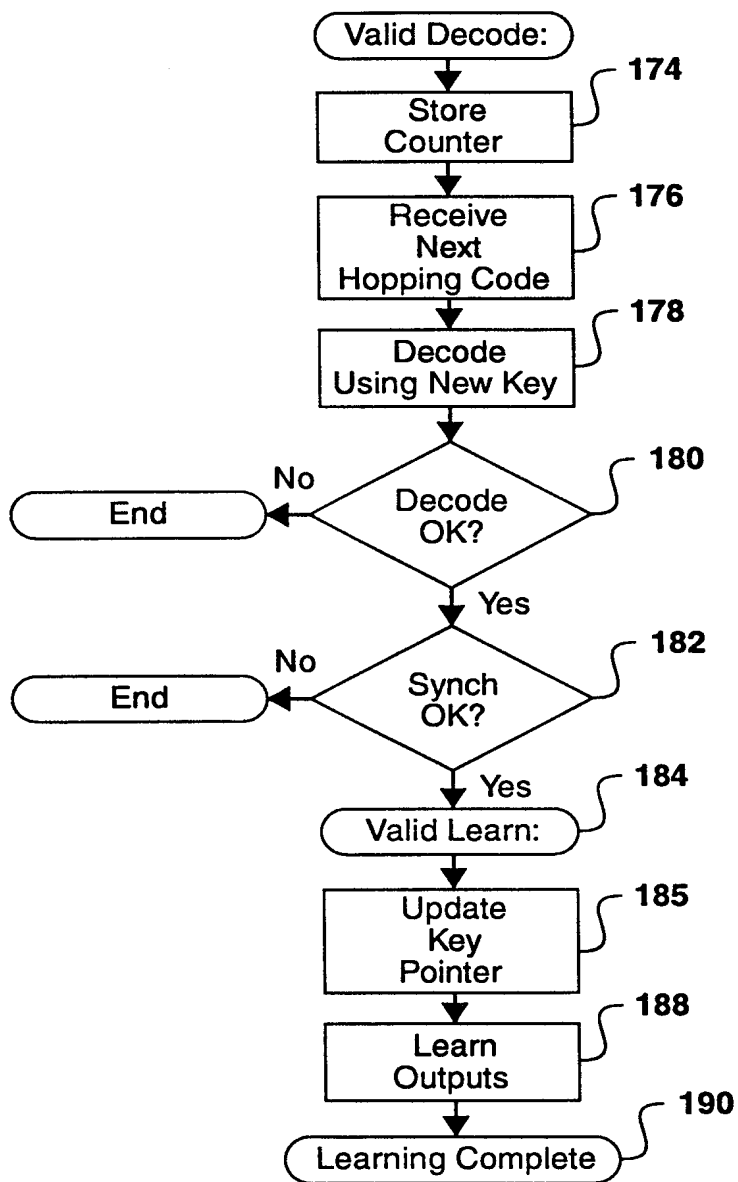 Valid Decode:
174
Store
Counter
176
Receive
Next
Hopping Code
178
Decode
Using New Key
180
No
End
Decode
OK?
Yes
182
No
End
Synch
OK?
Yes
184
Valid Learn:
185
Update
Key
Pointer
188
Learn
Outputs
190
Learning Complete